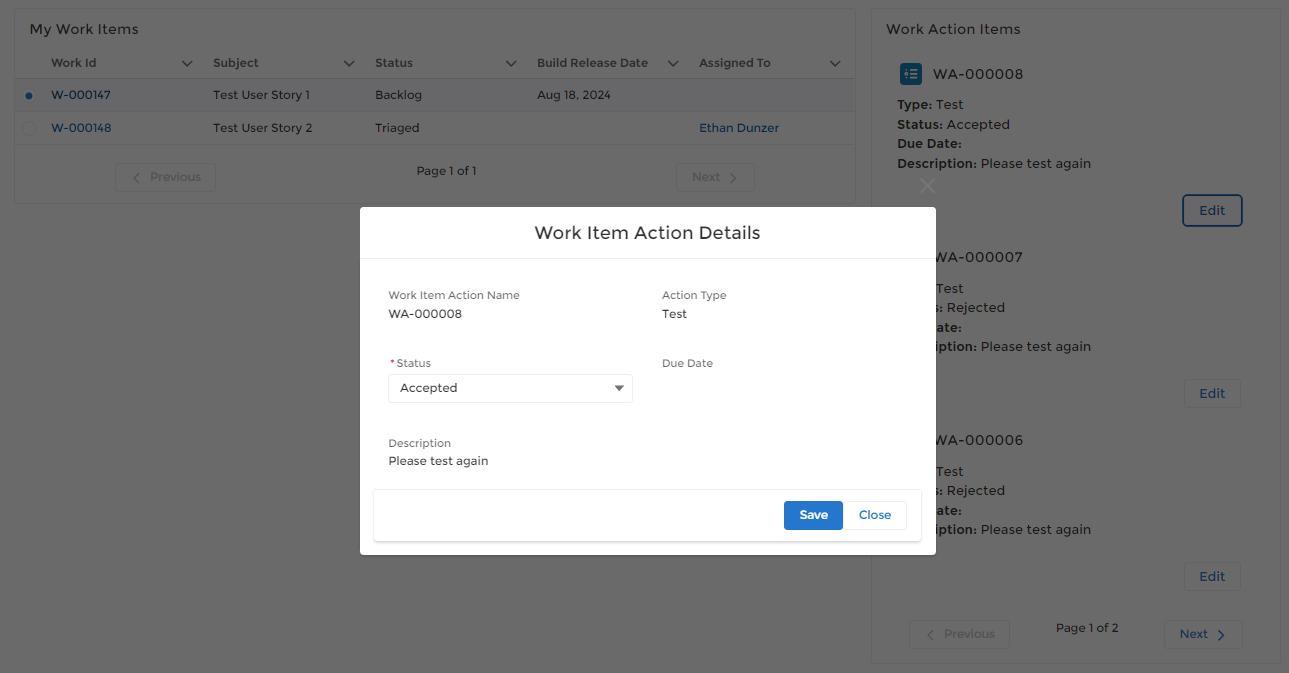 My Work Items
Work Id Subject Status Build Release Date Assigned To
W-000147 Test User Story 1 Backlog Aug 18, 2024
W-000148 Test User Story 2 Triaged Ethan Dunzer
Previous Page 1 of 1 Next
Work Action Items
WA-000008
Type: Test
Status: Accepted
Due Date:
Description: Please test again
Edit
WA-000007
Test
s: Rejected
ate:
iption: Please test again
Edit
WA-000006
Test
s: Rejected
ate:
iption: Please test again
Edit
Previous Page 1 of 2 Next
Work Item Action Details
Work Item Action Name Action Type
WA-000008 Test
* Status Due Date
Accepted
Description
Please test again
Save Close